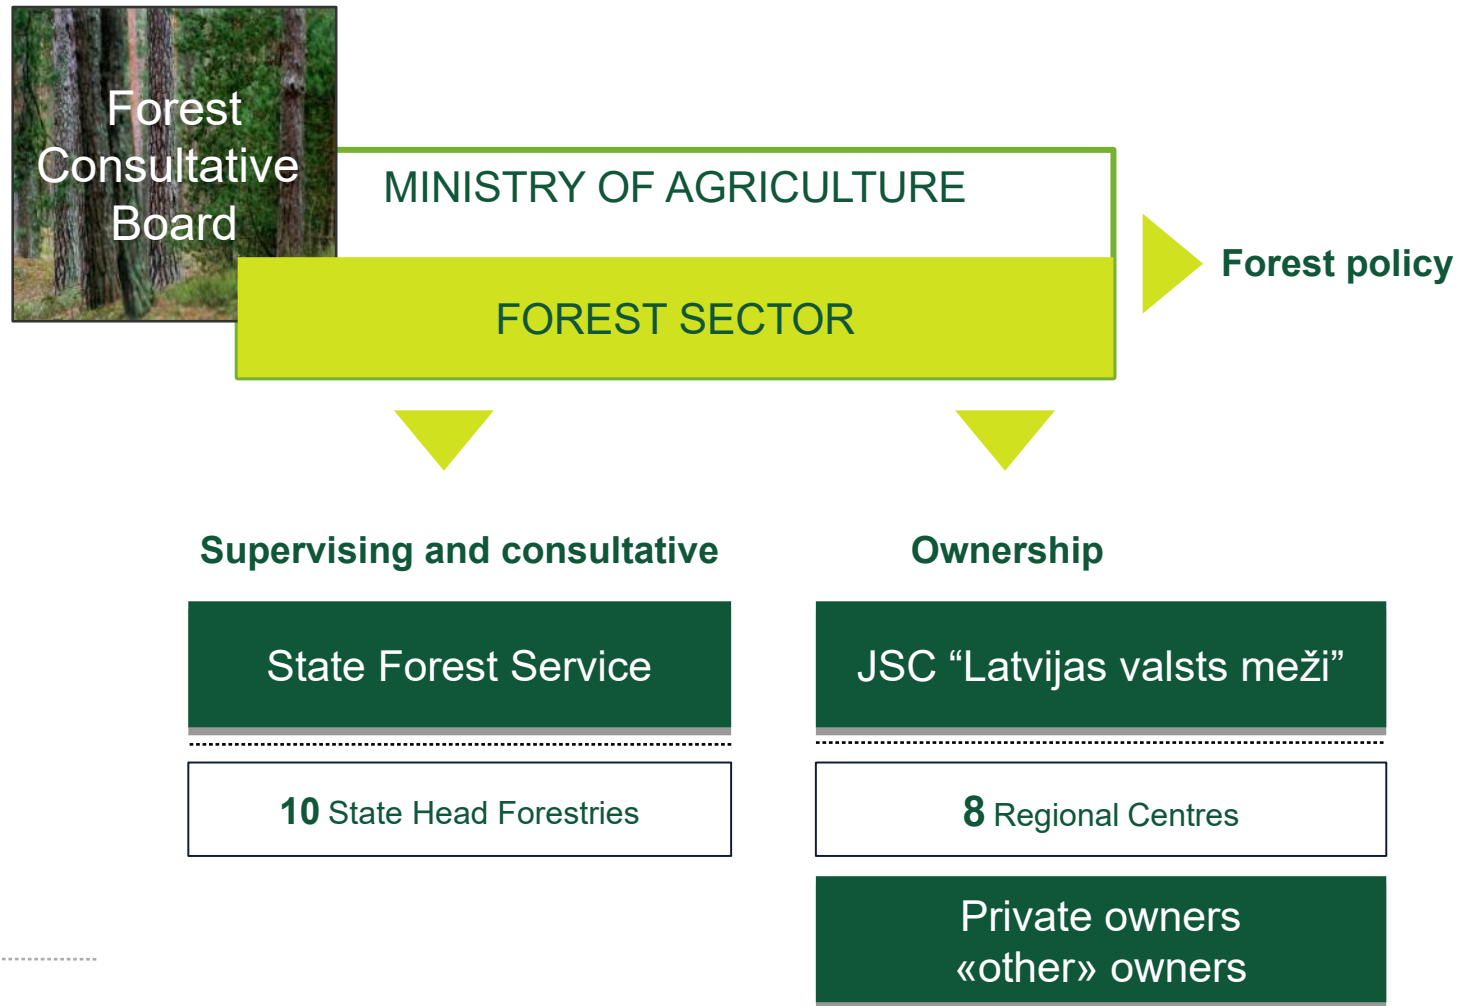 Forest
Consultative
Board
MINISTRY OF AGRICULTURE
FOREST SECTOR
Forest policy
Supervising and consultative
Ownership
State Forest Service
JSC “Latvijas valsts meži”
10 State Head Forestries
8 Regional Centres
Private owners
«other» owners